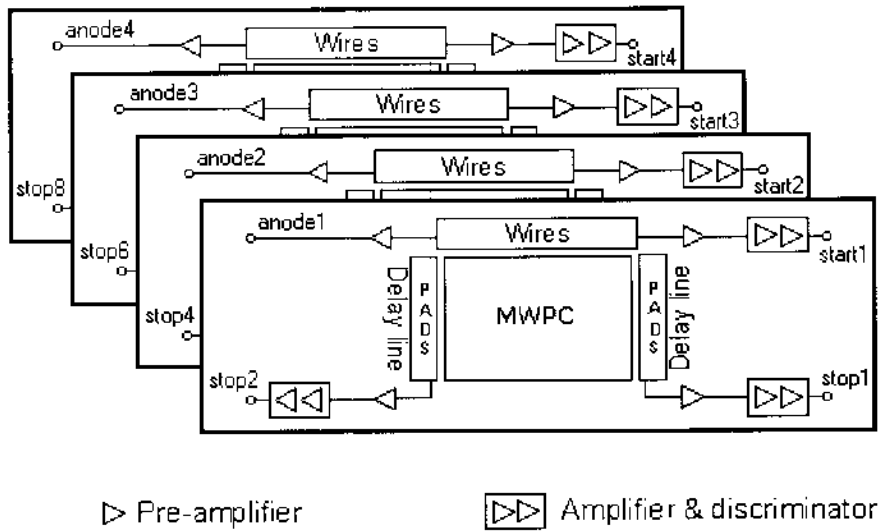 anode4
Wires
start4
anode3
Wires
start3
anode2
Wires
start2
stop8
anode1
Wires
start1
stop6
Delay line
PADS
MWPC
PADS
Delay line
stop4
stop2
stop1
Pre-amplifier
Amplifier & discriminator